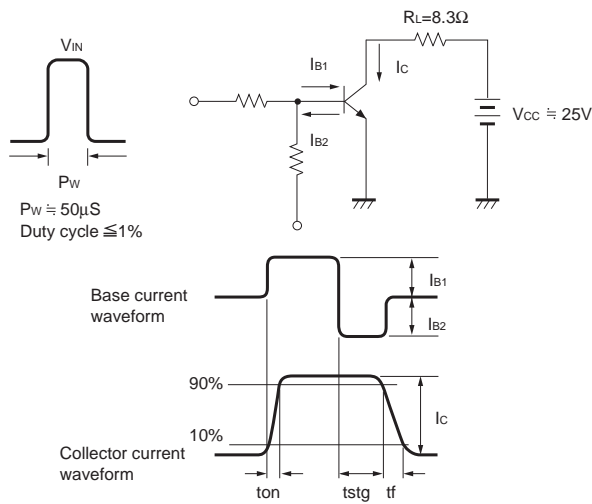 VIN
PW
PW ≒ 50μS
Duty cycle ≦1%
RL=8.3Ω
IB1
IC
IB2
VCC ≒ 25V
Base current
waveform
IB1
IB2
90%
10%
IC
Collector current
waveform
ton
tstg
tf